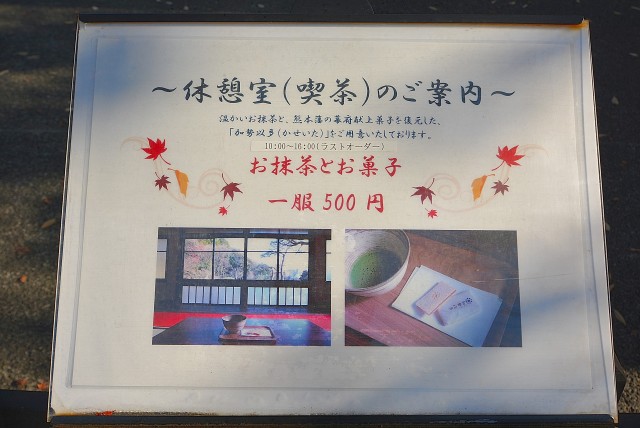 ～休憩室(喫茶)のご案内～
温かいお抹茶と、熊本藩の幕府献上菓子を復元した、
「加勢以多(かせいた)」をご用意いたしております。
10:00～16:00(ラストオーダー)
お抹茶とお菓子
一服500円